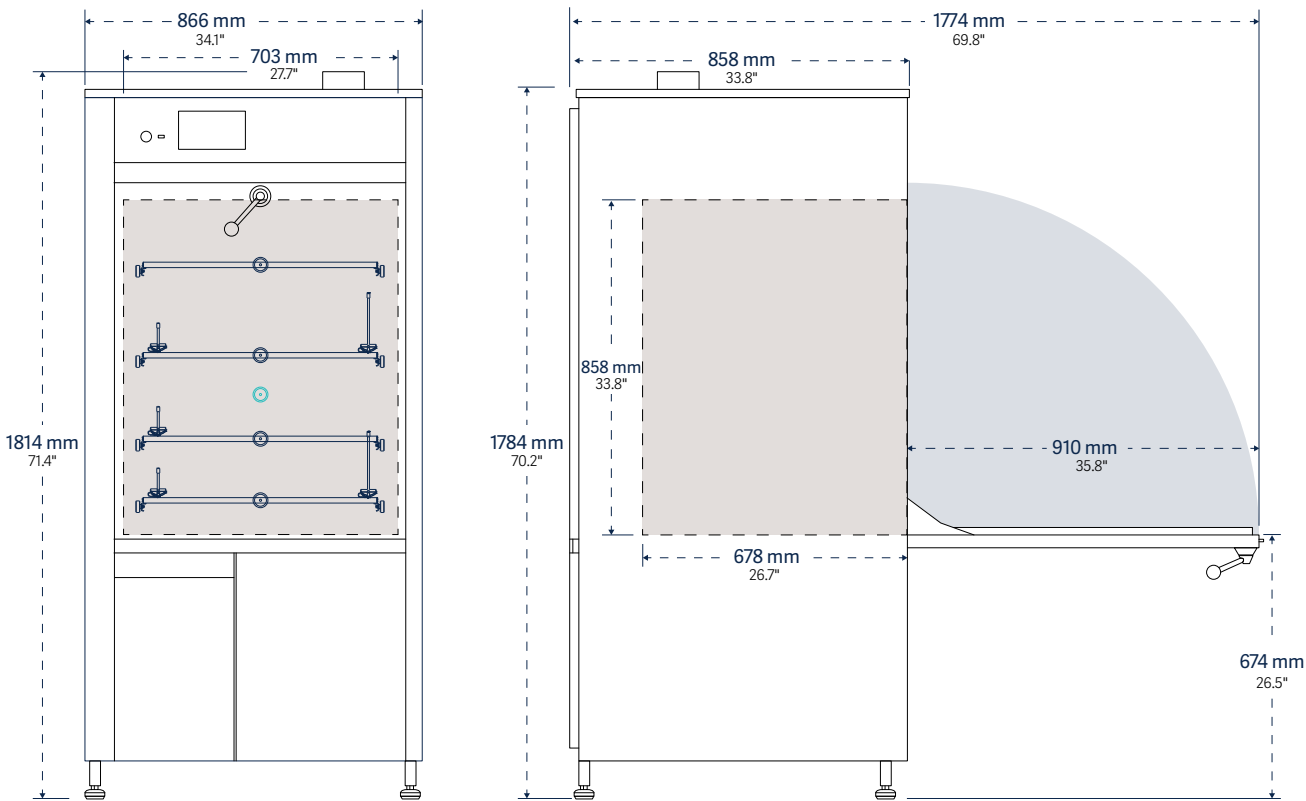 866 mm
34.1"
703 mm
27.7"
1774 mm
69.8"
858 mm
33.8"
858 mm
33.8"
1814 mm
71.4"
1784 mm
70.2"
910 mm
35.8"
678 mm
26.7"
674 mm
26.5"